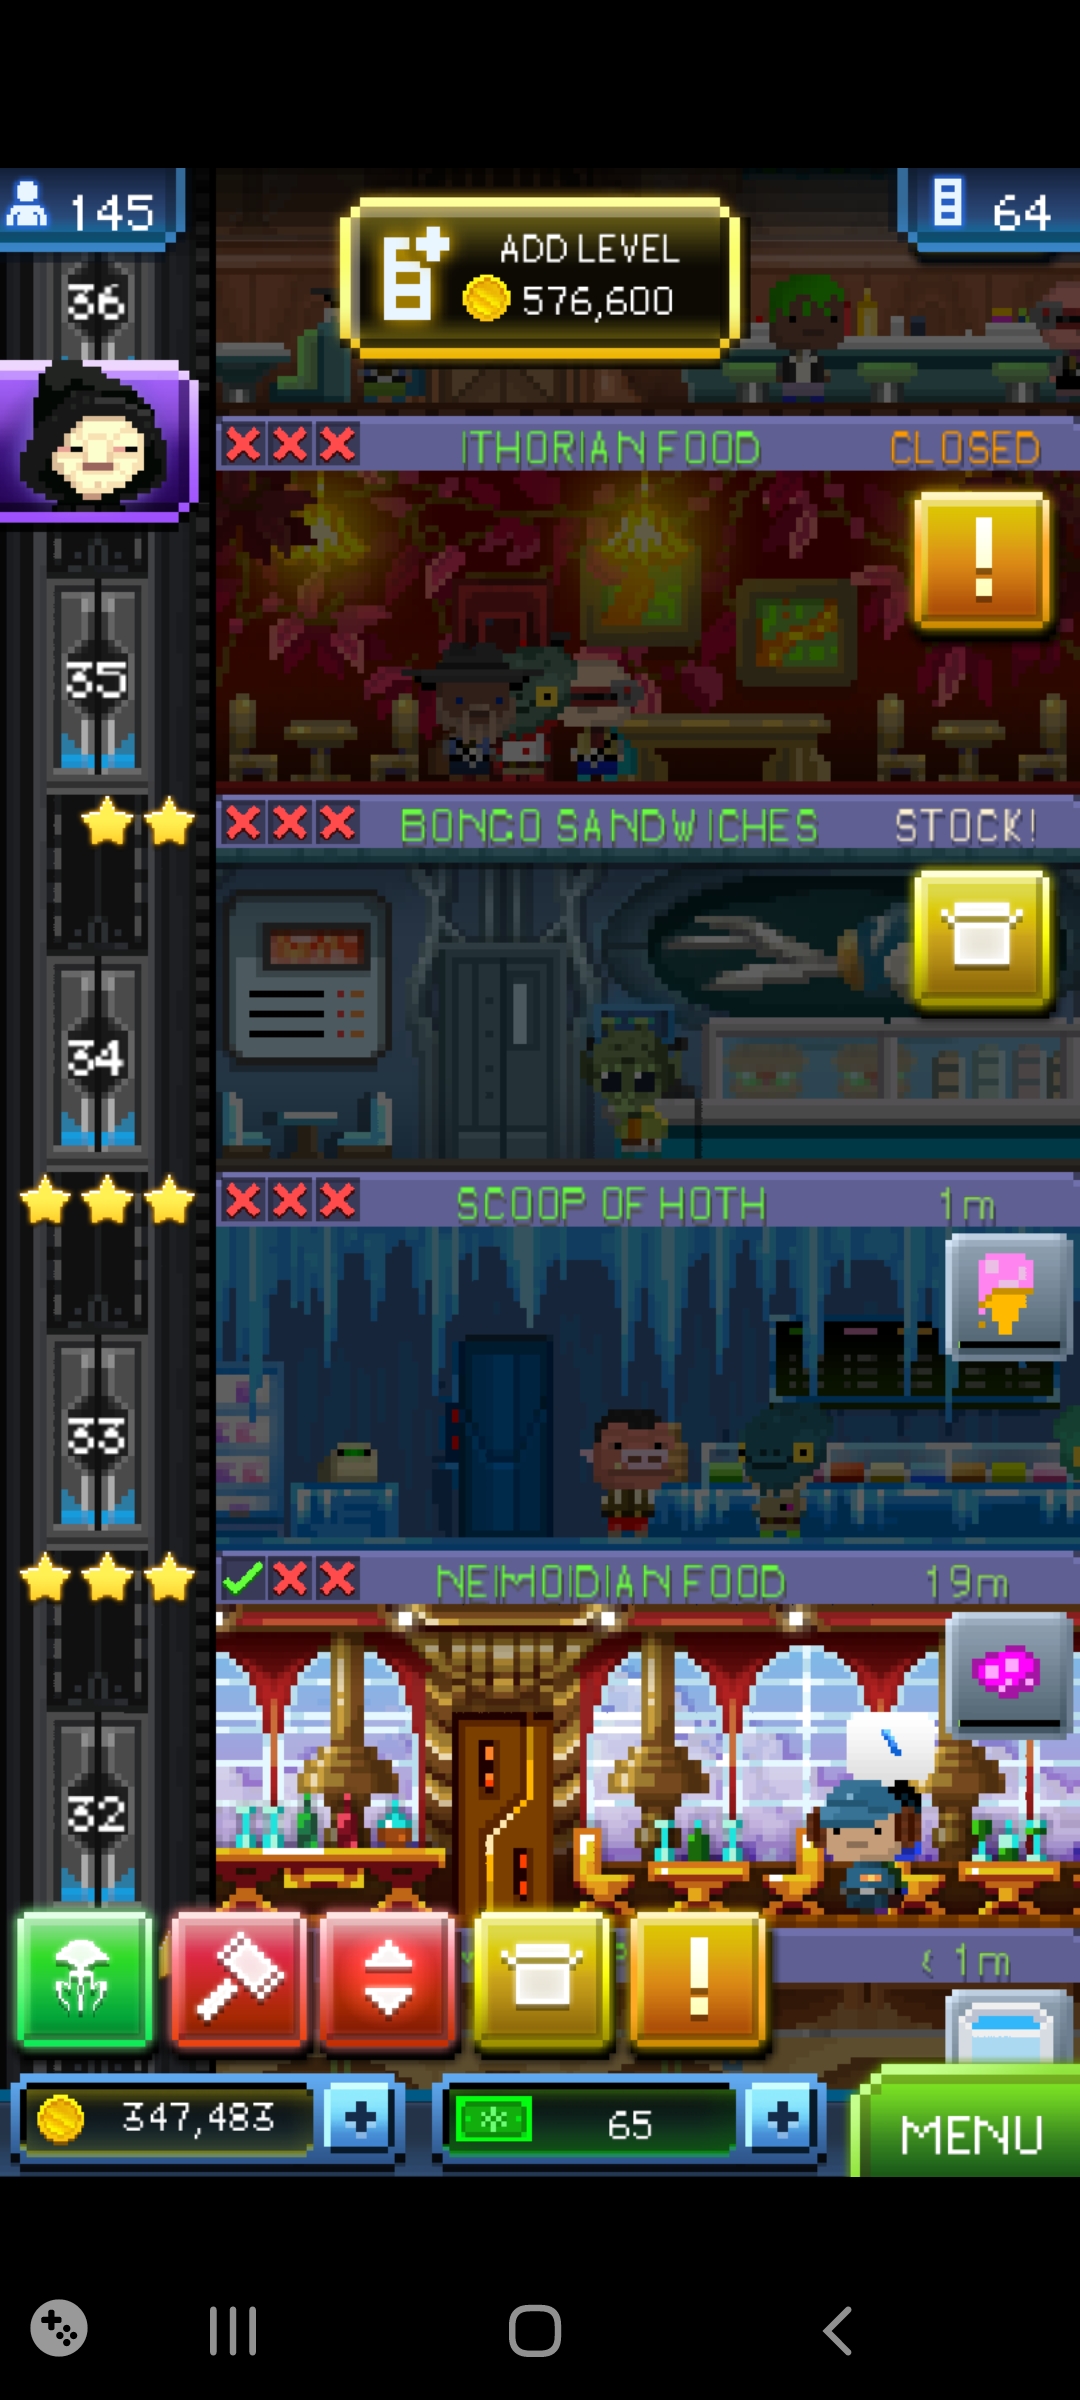 145
ADD LEVEL
576,600
64
36
ITHORIAN FOOD CLOSED
!
35
BONGO SANDWICHES STOCK!
34
SCOOP OF HOTH 1m
33
NEIMOIDIAN FOOD 19m
32
< 1m
!
347,483 + 65 + MENU